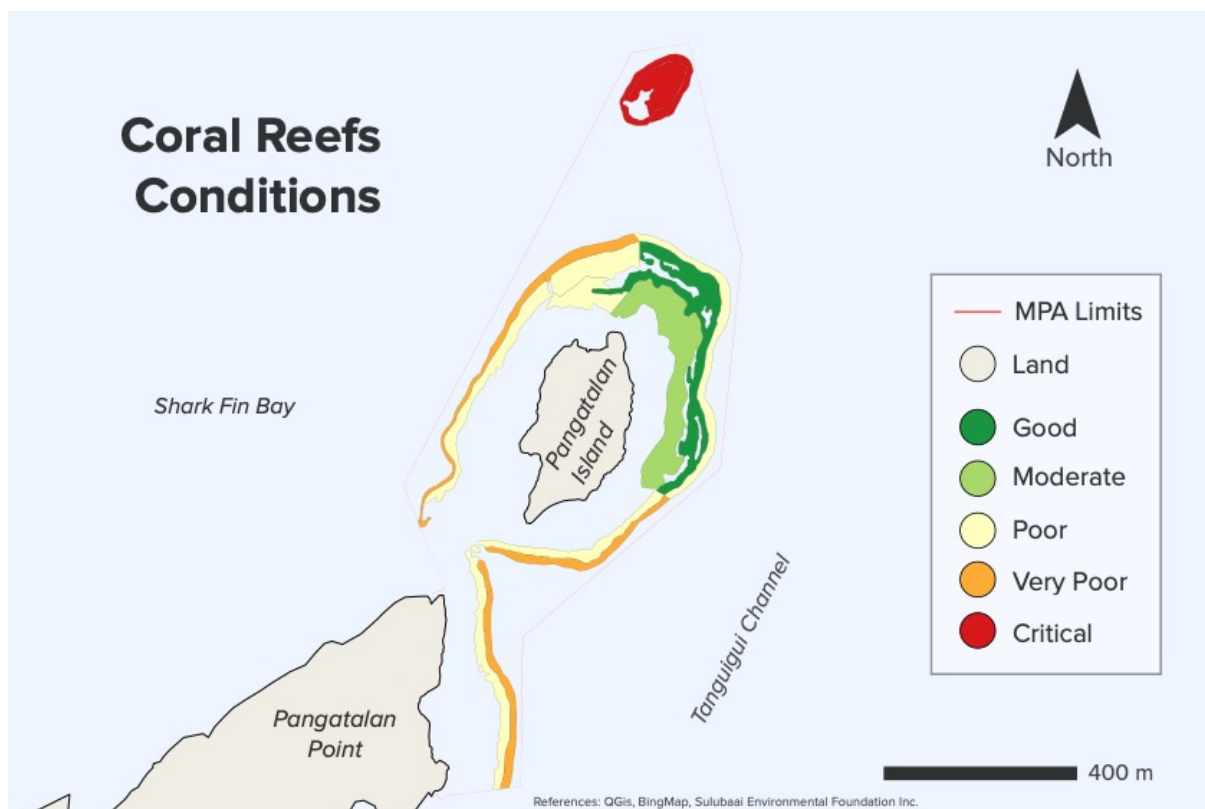 Coral Reefs
Conditions
North
MPA Limits
Land
Good
Moderate
Poor
Very Poor
Critical
Shark Fin Bay
Pangatalan
Island
Tanguigui Channel
Pangatalan
Point
400 m
References: QGis, BingMap, Sulubaai Environmental Foundation Inc.